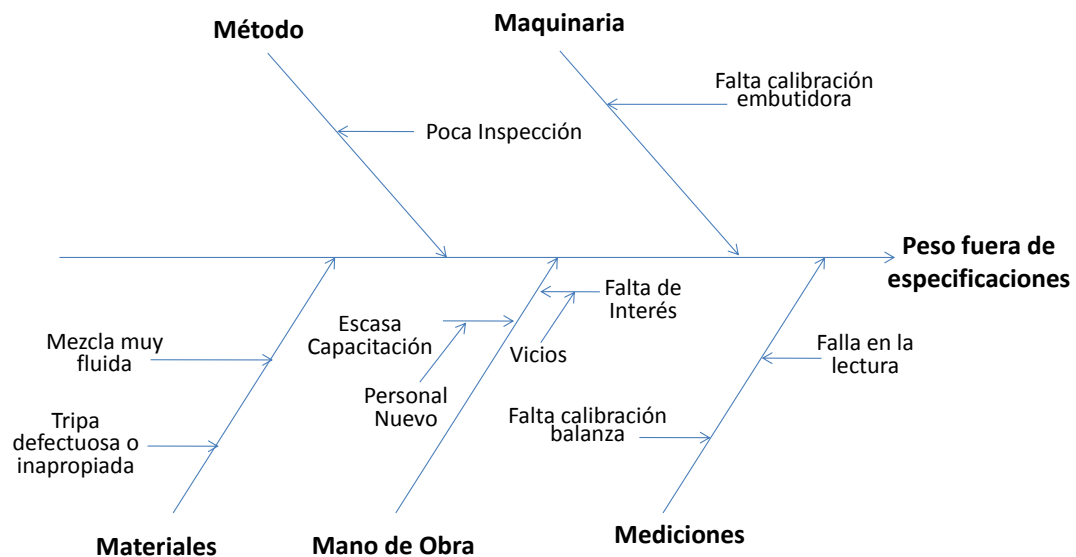 Método
Maquinaria
Falta calibración
embutidora
Poca Inspección
Peso fuera de
especificaciones
Falta de
Interés
Escasa
Capacitación
Vicios
Mezcla muy
fluida
Falla en la
lectura
Personal
Nuevo
Falta calibración
balanza
Tripa
defectuosa o
inapropiada
Materiales
Mano de Obra
Mediciones